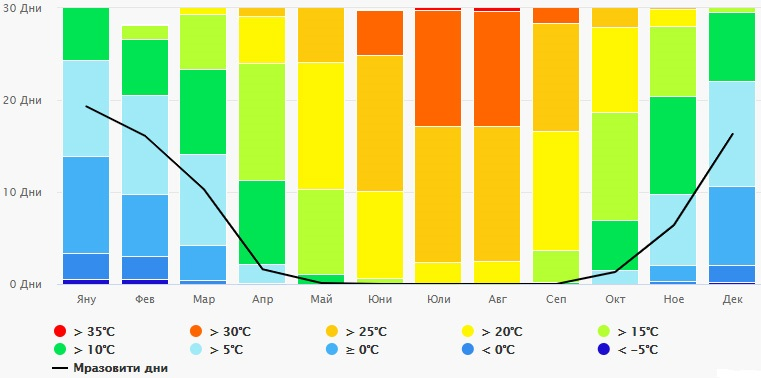 30 Дни
20 Дни
10 Дни
0 Дни
Яну Фев Мар Апр Май Юни Юли Авг Сеп Окт Ное Дек
> 35°C > 30°C > 25°C > 20°C > 15°C
> 10°C > 5°C ≥ 0°C < 0°C < −5°C
Мразовити дни